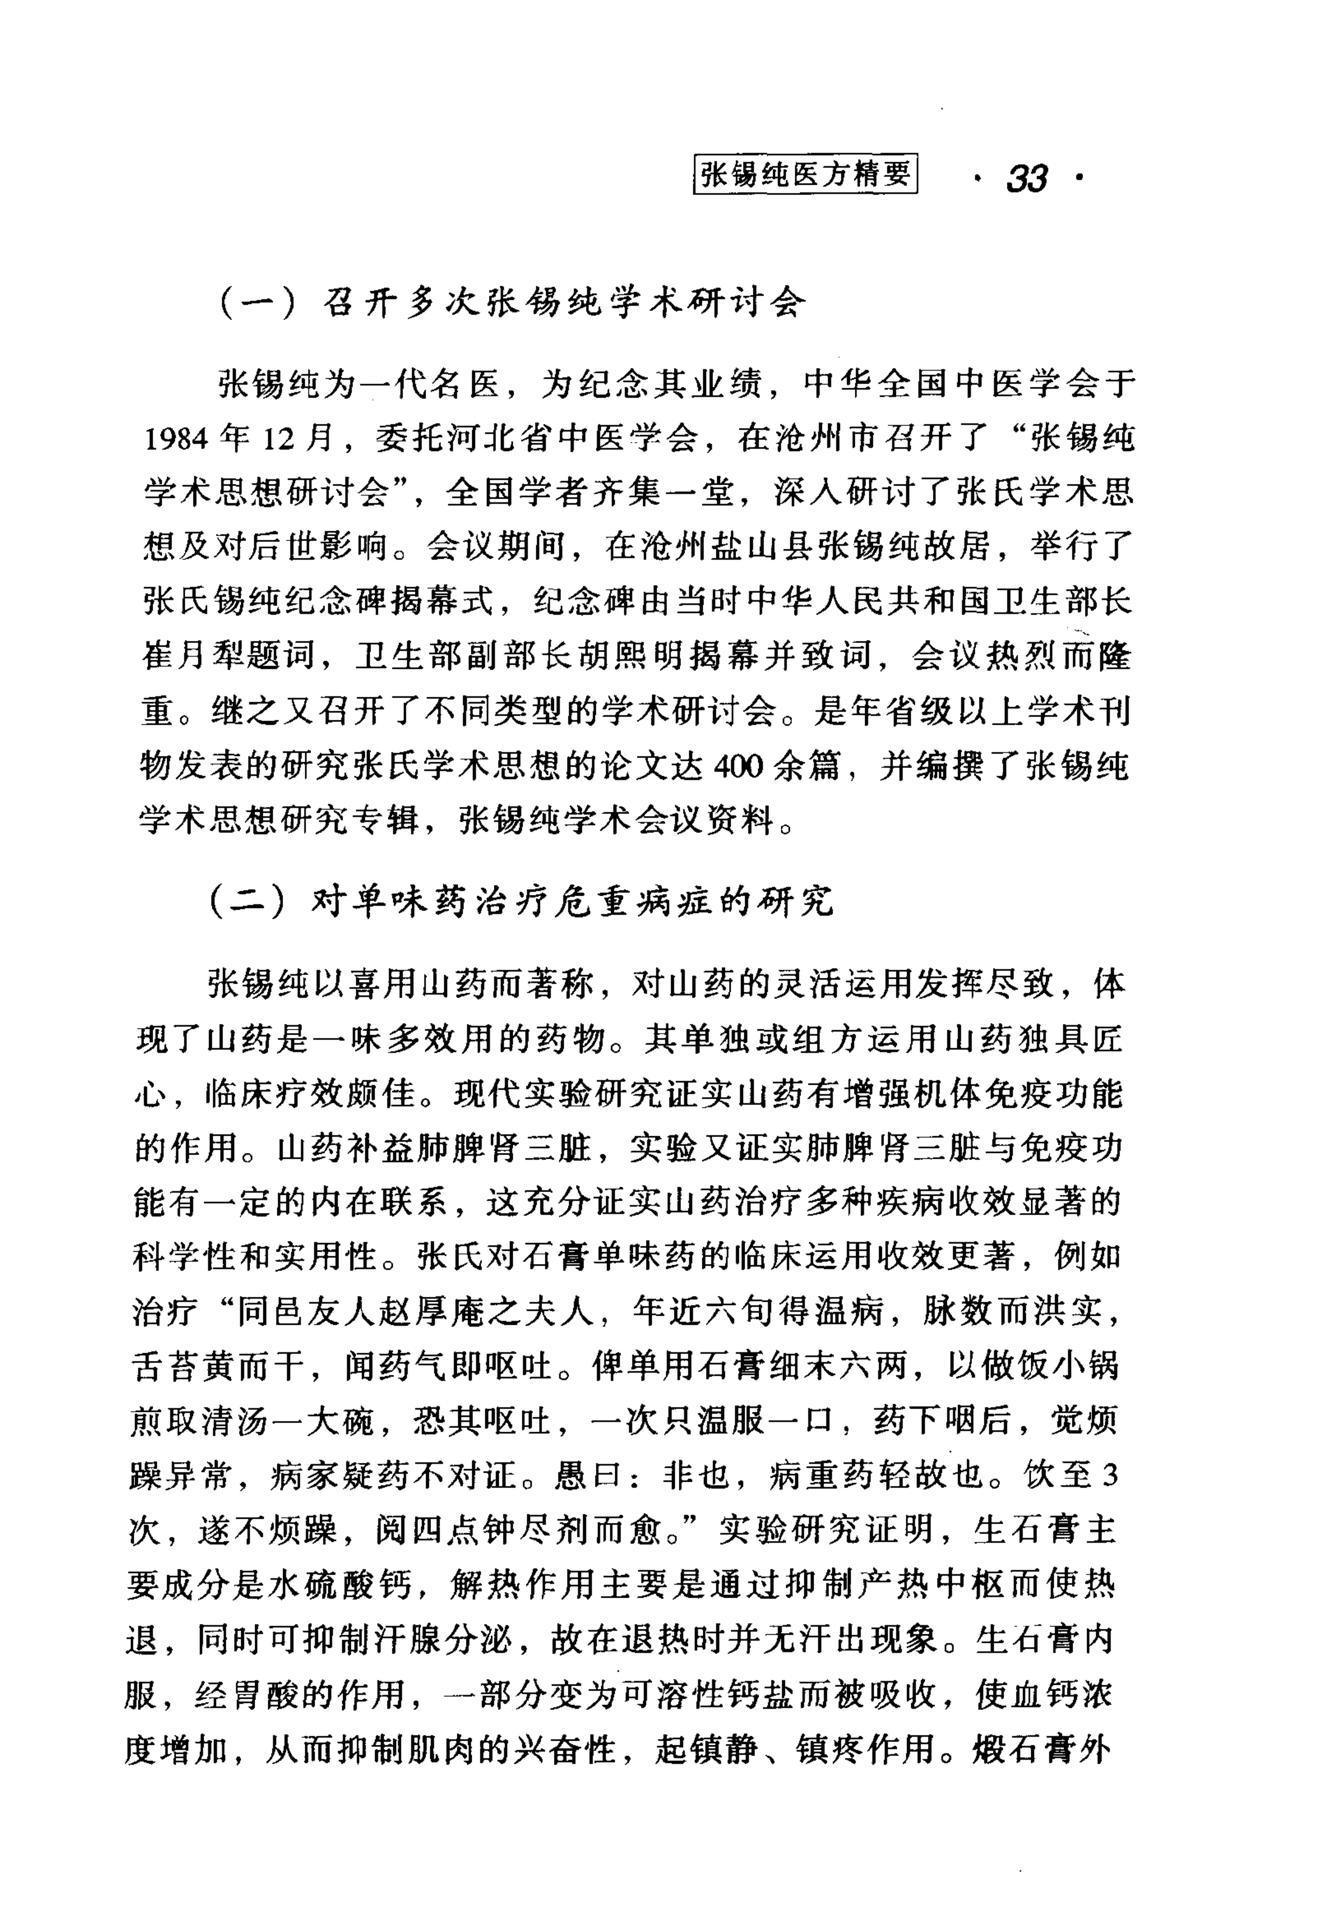 张锡纯医方精要 · 33 ·
（一）召开多次张锡纯学术研讨会
张锡纯为一代名医，为纪念其业绩，中华全国中医学会于
1984 年 12 月，委托河北省中医学会，在沧州市召开了“张锡纯
学术思想研讨会”，全国学者齐集一堂，深入研讨了张氏学术思
想及对后世影响。会议期间，在沧州盐山县张锡纯故居，举行了
张氏锡纯纪念碑揭幕式，纪念碑由当时中华人民共和国卫生部长
崔月犁题词，卫生部副部长胡熙明揭幕并致词，会议热烈而隆
重。继之又召开了不同类型的学术研讨会。是年省级以上学术刊
物发表的研究张氏学术思想的论文达 400 余篇，并编撰了张锡纯
学术思想研究专辑，张锡纯学术会议资料。
（二）对单味药治疗危重病症的研究
张锡纯以喜用山药而著称，对山药的灵活运用发挥尽致，体
现了山药是一味多效用的药物。其单独或组方运用山药独具匠
心，临床疗效颇佳。现代实验研究证实山药有增强机体免疫功能
的作用。山药补益肺脾肾三脏，实验又证实肺脾肾三脏与免疫功
能有一定的内在联系，这充分证实山药治疗多种疾病收效显著的
科学性和实用性。张氏对石膏单味药的临床运用收效更著，例如
治疗“同邑友人赵厚庵之夫人，年近六旬得温病，脉数而洪实，
舌苔黄而干，闻药气即呕吐。俾单用石膏细末六两，以做饭小锅
煎取清汤一大碗，恐其呕吐，一次只温服一口，药下咽后，觉烦
躁异常，病家疑药不对证。愚曰：非也，病重药轻故也。饮至 3
次，遂不烦躁，阅四点钟尽剂而愈。”实验研究证明，生石膏主
要成分是水硫酸钙，解热作用主要是通过抑制产热中枢而使热
退，同时可抑制汗腺分泌，故在退热时并无汗出现象。生石膏内
服，经胃酸的作用，一部分变为可溶性钙盐而被吸收，使血钙浓
度增加，从而抑制肌肉的兴奋性，起镇静、镇疼作用。煅石膏外